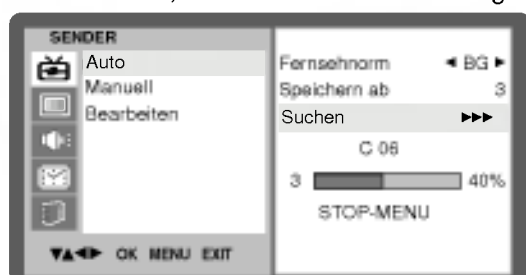 SENDER
Auto
Manuell
Bearbeiten
▼▲◀▶ OK MENU EXIT
Fernsehnorm ◀ BG ▶
Speichern ab 3
Suchen ▶▶▶
C 06
3 40%
STOP-MENU